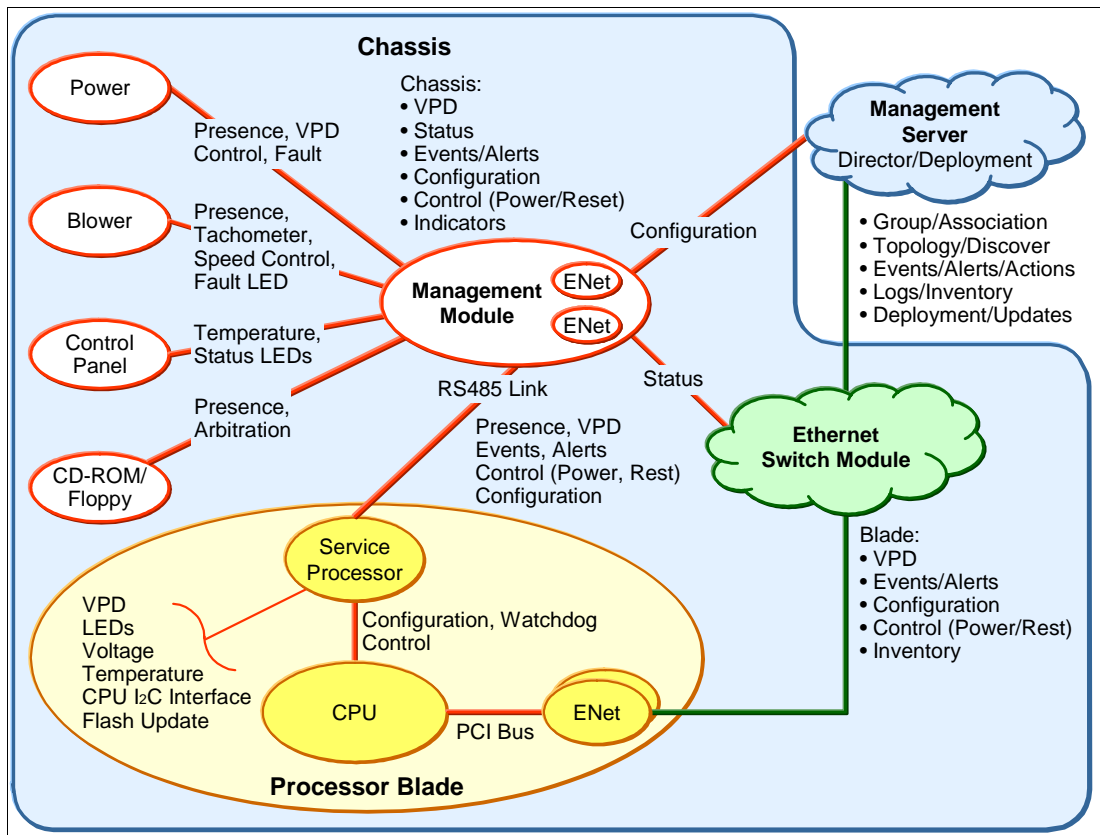 Chassis
Power
Presence, VPD
Control, Fault
Chassis:
• VPD
• Status
• Events/Alerts
• Configuration
• Control (Power/Reset)
• Indicators
Management
Server
Director/Deployment
Blower
Presence,
Tachometer,
Speed Control,
Fault LED
Configuration
• Group/Association
• Topology/Discover
• Events/Alerts/Actions
• Logs/Inventory
• Deployment/Updates
Management
Module
ENet
ENet
Control
Panel
Temperature,
Status LEDs
RS485 Link
Status
Presence,
Arbitration
CD-ROM/
Floppy
Presence, VPD
Events, Alerts
Control (Power, Rest)
Configuration
Ethernet
Switch Module
Service
Processor
Blade:
• VPD
• Events/Alerts
• Configuration
• Control (Power/Rest)
• Inventory
VPD
LEDs
Voltage
Temperature
CPU I2C Interface
Flash Update
Configuration, Watchdog
Control
CPU
PCI Bus
ENet
Processor Blade